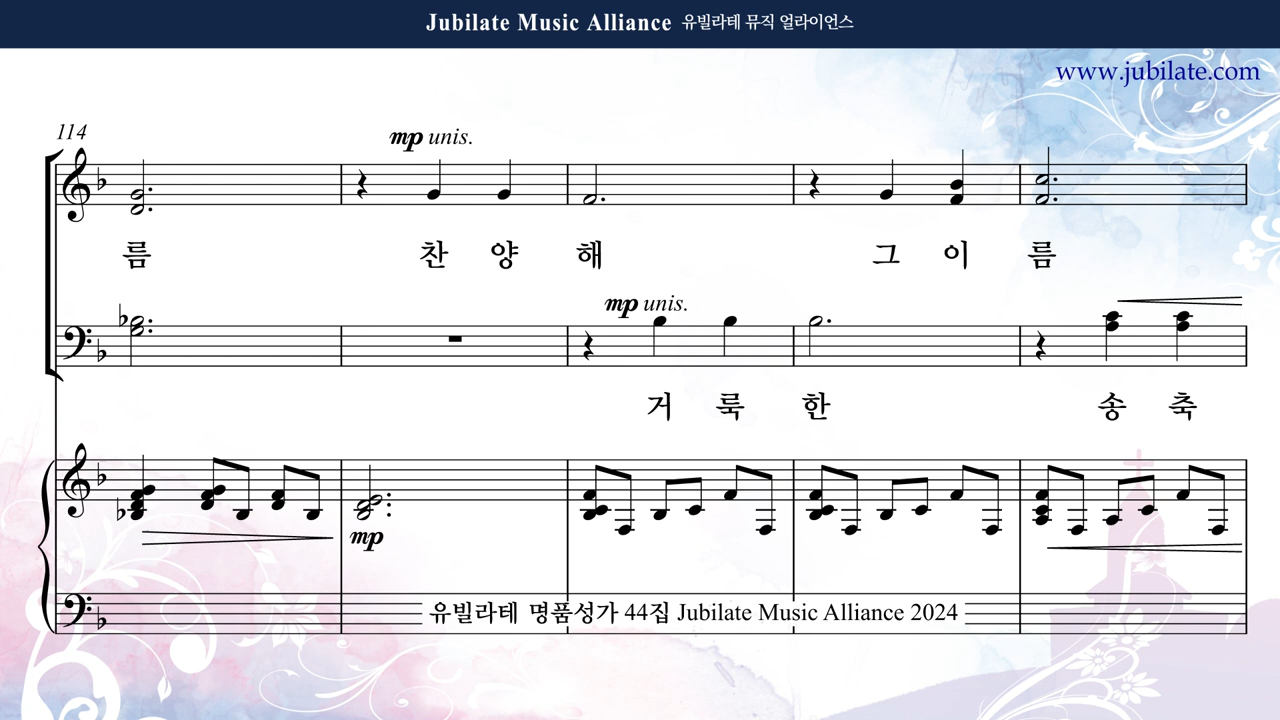 Jubilate Music Alliance 유빌라테 뮤직 얼라이언스
www.jubilate.com
114
mp unis.
름 찬 양 해 그 이 름
mp unis.
거 룩 한 송 축
mp
유빌라테 명품성가 44집 Jubilate Music Alliance 2024